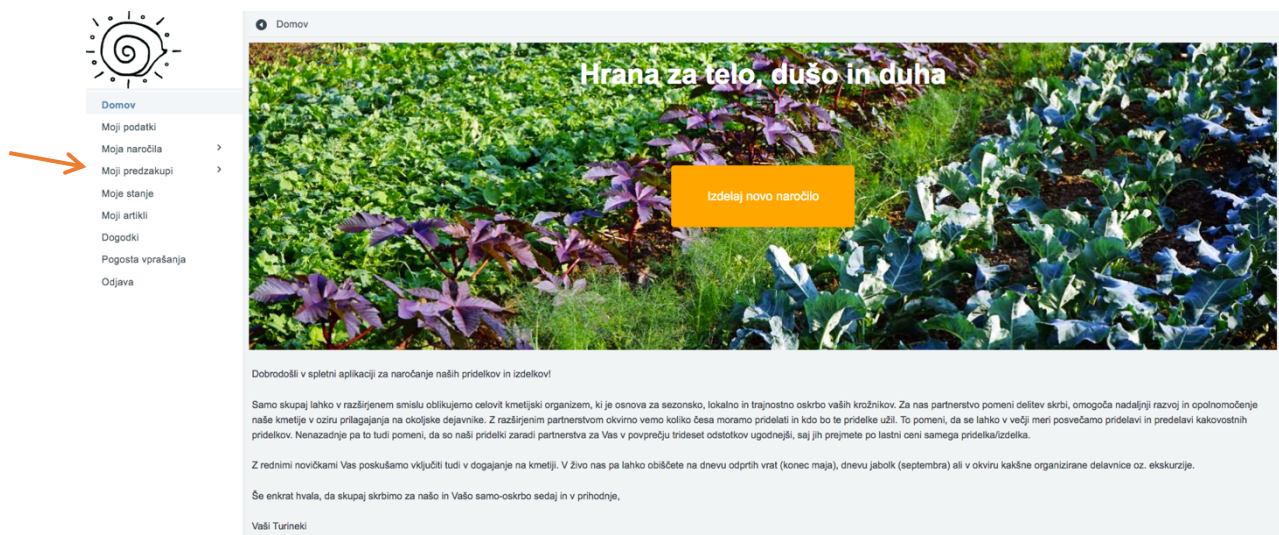 Domov
Hrana za telo, dušo in duha
Domov
Moji podatki
Moja naročila
Moji predzakupi
Moje stanje
Moji artikli
Dogodki
Pogosta vprašanja
Odjava
Izdelaj novo naročilo
Dobrodošli v spletni aplikaciji za naročanje naših pridelkov in izdelkov!
Samo skupaj lahko v razširjenem smislu oblikujemo celovit kmetijski organizem, ki je osnova za sezonsko, lokalno in trajnostno oskrbo vaših krožnikov. Za nas partnerstvo pomeni delitev skrbi, omogoča nadaljnji razvoj in opolnomočenje
naše kmetije v oziru prilagajanja na okoljske dejavnike. Z razširjenim partnerstvom okvirno vemo koliko česa moramo pridelati in kdo bo te pridelke užil. To pomeni, da se lahko v večji meri posvečamo pridelavi in predelavi kakovostnih
pridelkov. Nenazadnje pa to tudi pomeni, da so naši pridelki zaradi partnerstva za Vas v povprečju trideset odstotkov ugodnejši, saj jih prejmete po lastni ceni samega pridelka/izdelka.
Z rednimi novičkami Vas poskušamo vključiti tudi v dogajanje na kmetiji. V živo nas pa lahko obiščete na dnevu odprtih vrat (konec maja), dnevu jabolk (septembra) ali v okviru kakšne organizirane delavnice oz. ekskurzije.
Še enkrat hvala, da skupaj skrbimo za našo in Vašo samo-oskrbo sedaj in v prihodnje,
Vaši Turineki